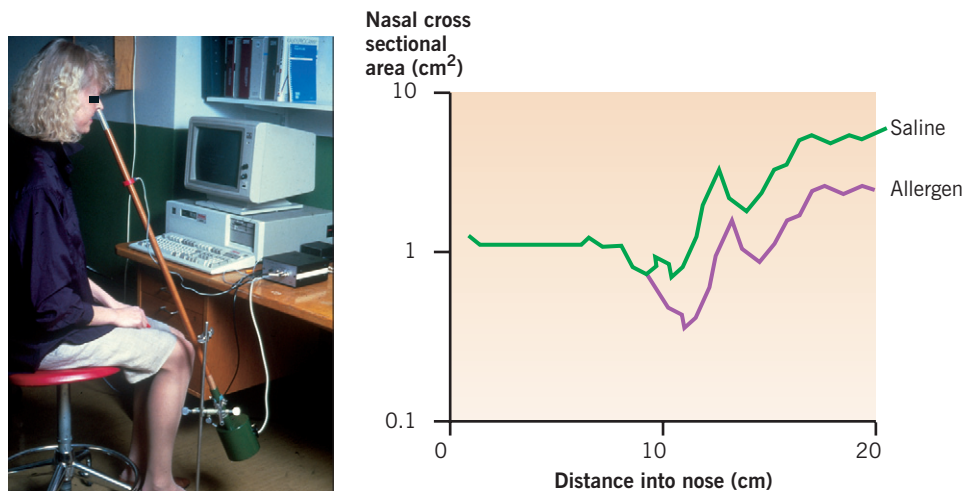 Nasal cross
sectional
area (cm²)
10
1
0.1
0
10
20
Distance into nose (cm)
Saline
Allergen